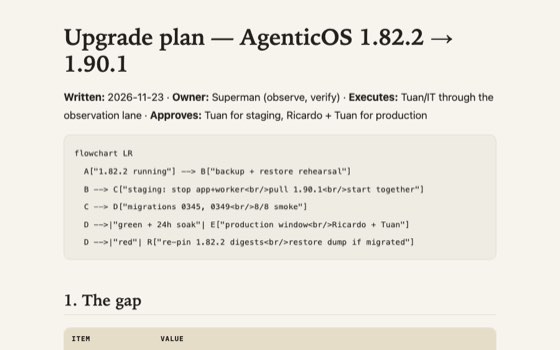 Upgrade plan — AgenticOS 1.82.2 →
1.90.1
Written: 2026-11-23 · Owner: Superman (observe, verify) · Executes: Tuan/IT through the
observation lane · Approves: Tuan for staging, Ricardo + Tuan for production
flowchart LR
A["1.82.2 running"] --> B["backup + restore rehearsal"]
B --> C["staging: stop app+worker<br/>pull 1.90.1<br/>start together"]
C --> D["migrations 0345, 0349<br/>8/8 smoke"]
D -->|"green + 24h soak"| E["production window<br/>Ricardo + Tuan"]
D -->|"red"| R["re-pin 1.82.2 digests<br/>restore dump if migrated"]
1. The gap
ITEM VALUE